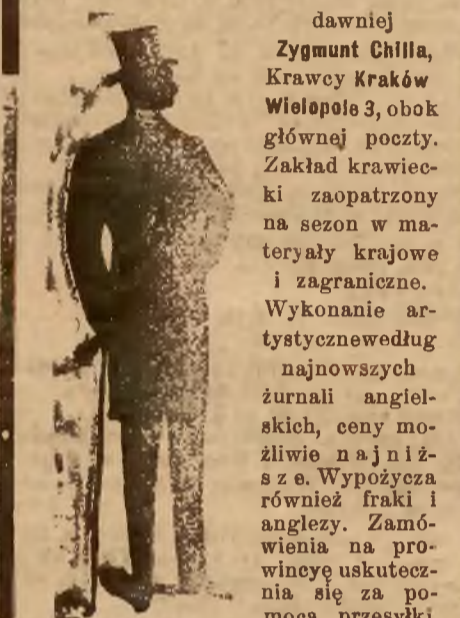 dawniej
Zygmunt Chilla,
Krawcy Kraków
Wielopole 3, obok
głównej poczty.
Zakład krawiec-
ki zaopatrzony
na sezon w ma-
teryały krajowe
i zagraniczne.
Wykonanie ar-
tystycznewedług
najnowszych
żurnali angiel-
skich, ceny mo-
żliwie najniż-
sze. Wypożycza
również fraki i
anglezy. Zamó-
wienia na pro-
wincyę uskutecz-
nia się za po-
mocą przesyłki